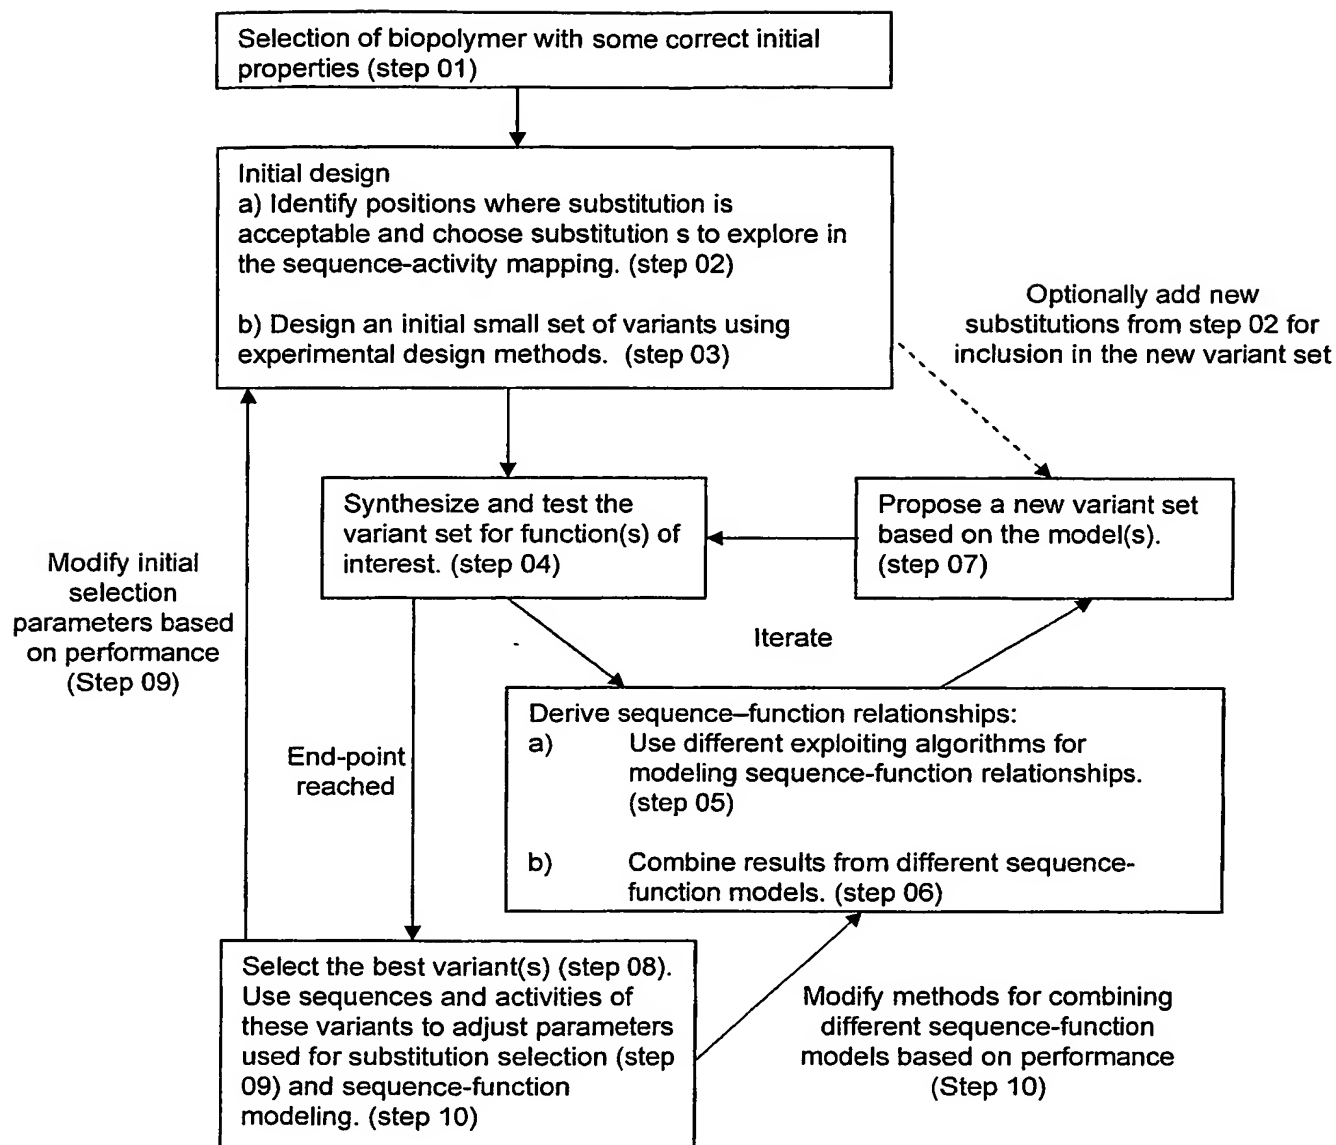 Selection of biopolymer with some correct initial
properties (step 01)
Initial design
a) Identify positions where substitution is
acceptable and choose substitution s to explore in
the sequence-activity mapping. (step 02)
b) Design an initial small set of variants using
experimental design methods.  (step 03)
Optionally add new
substitutions from step 02 for
inclusion in the new variant set
Synthesize and test the
variant set for function(s) of
interest. (step 04)
Propose a new variant set
based on the model(s).
(step 07)
Modify initial
selection
parameters based
on performance
(Step 09)
Iterate
Derive sequence–function relationships:
a) Use different exploiting algorithms for
modeling sequence-function relationships.
(step 05)
b) Combine results from different sequence-
function models. (step 06)
End-point
reached
Select the best variant(s) (step 08).
Use sequences and activities of
these variants to adjust parameters
used for substitution selection (step
09) and sequence-function
modeling. (step 10)
Modify methods for combining
different sequence-function
models based on performance
(Step 10)